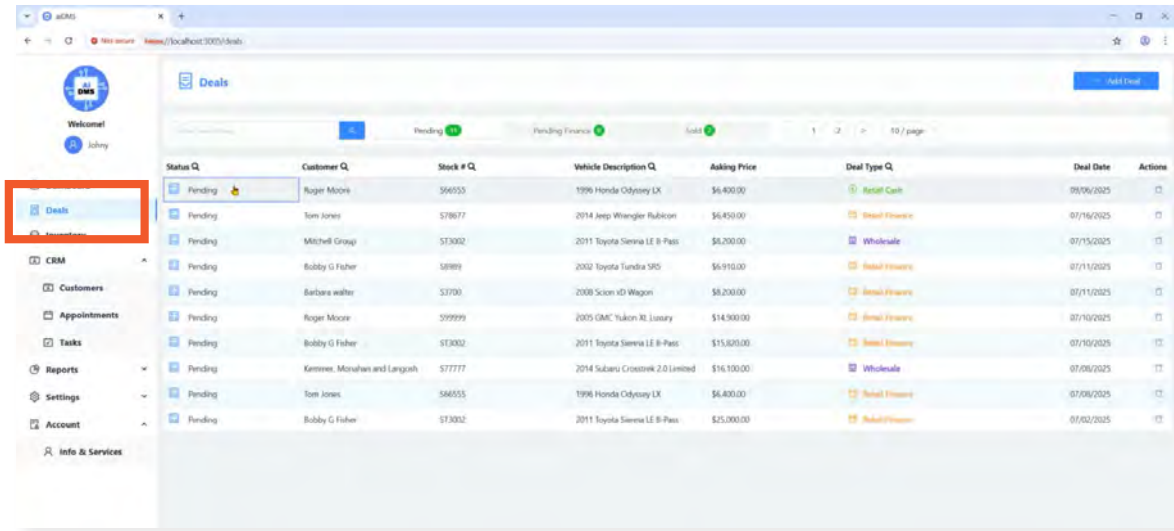 aiDMS
Not secure https://localhost:5005/deals
AI
DMS
Welcome!
Johny
Deals
Inventory
CRM
Customers
Appointments
Tasks
Reports
Settings
Account
Info & Services
Deals
Add Deal
Pending
Pending Finance
Sold
1 2 > 10 / page
Status Customer Stock # Vehicle Description Asking Price Deal Type Deal Date Actions
Pending Roger Moore S66555 1996 Honda Odyssey LX $6,400.00 Retail Cash 08/06/2025
Pending Tom Jones S78677 2014 Jeep Wrangler Rubicon $6,450.00 Retail Finance 07/16/2025
Pending Mitchell Group ST3002 2011 Toyota Sienna LE 8-Pass $8,200.00 Wholesale 07/15/2025
Pending Bobby G Fisher S8989 2002 Toyota Tundra SR5 $6,910.00 Retail Finance 07/11/2025
Pending Barbara walter S3700 2008 Scion xD Wagon $8,200.00 Retail Finance 07/11/2025
Pending Roger Moore S99999 2005 GMC Yukon XL Luxury $14,900.00 Retail Finance 07/10/2025
Pending Bobby G Fisher ST3002 2011 Toyota Sienna LE 8-Pass $15,820.00 Retail Finance 07/10/2025
Pending Kemmer, Monahan and Langosh S77777 2014 Subaru Crosstrek 2.0 Limited $16,100.00 Wholesale 07/08/2025
Pending Tom Jones S66555 1996 Honda Odyssey LX $6,400.00 Retail Finance 07/08/2025
Pending Bobby G Fisher ST3002 2011 Toyota Sienna LE 8-Pass $25,000.00 Retail Finance 07/02/2025